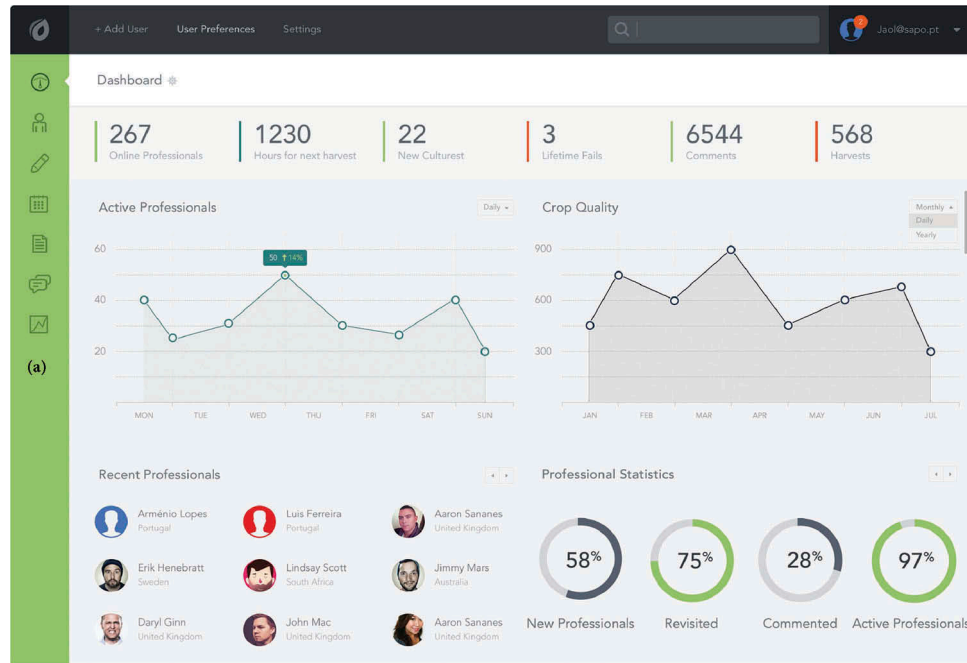 + Add User User Preferences Settings 2 Jaol@sapo.pt
Dashboard
267 1230 22 3 6544 568
Online Professionals Hours for next harvest New Culturest Lifetime Fails Comments Harvests
Active Professionals Daily
60
50 14%
40
20
MON TUE WED THU FRI SAT SUN
Crop Quality Monthly
Daily
Yearly
900
600
300
JAN FEB MAR APR MAY JUN JUL
(a)
Recent Professionals
Arménio Lopes
Portugal
Luis Ferreira
Portugal
Aaron Sananes
United Kingdom
Erik Henebratt
Sweden
Lindsay Scott
South Africa
Jimmy Mars
Australia
Daryl Ginn
United Kingdom
John Mac
United Kingdom
Aaron Sananes
United Kingdom
Professional Statistics
58% 75% 28% 97%
New Professionals Revisited Commented Active Professionals